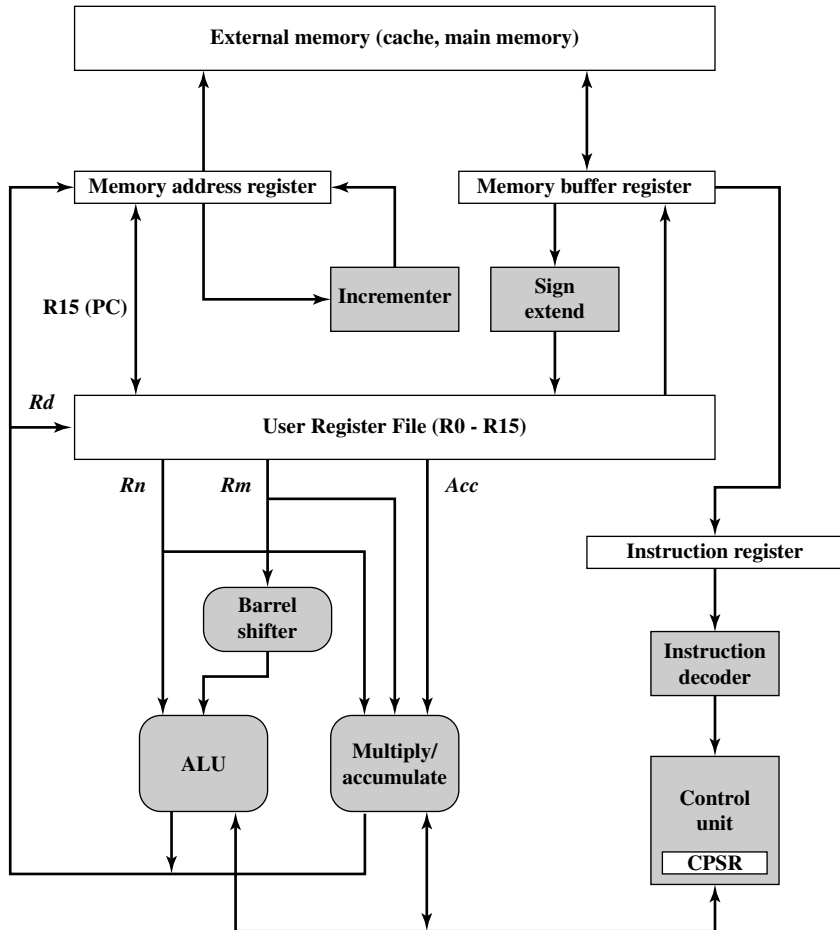 External memory (cache, main memory)
Memory address register
Memory buffer register
R15 (PC)
Incrementer
Sign
extend
Rd
User Register File (R0 - R15)
Rn
Rm
Acc
Instruction register
Barrel
shifter
Instruction
decoder
ALU
Multiply/
accumulate
Control
unit
CPSR